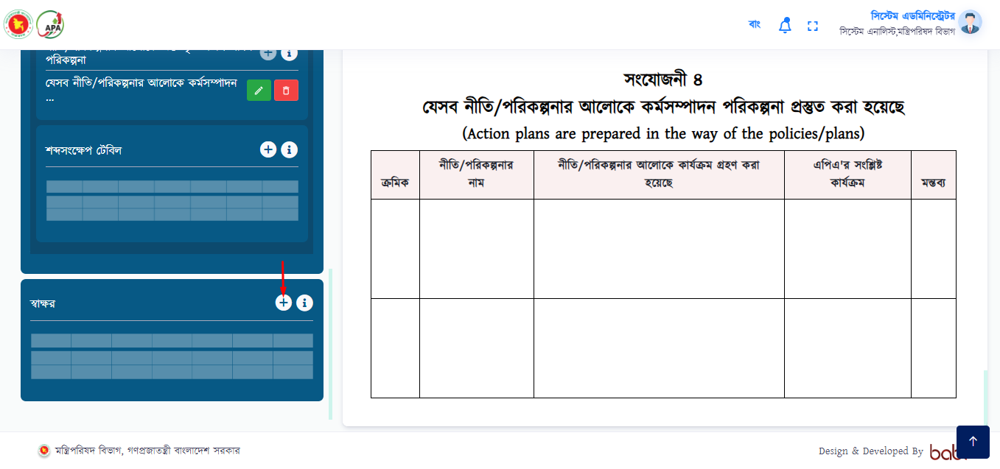 APA
বাং
সিস্টেম এডমিনিস্ট্রেটর
সিস্টেম এনালিস্ট,মন্ত্রিপরিষদ বিভাগ
পরিকল্পনা
যেসব নীতি/পরিকল্পনার আলোকে কর্মসম্পাদন
...
শব্দসংক্ষেপ টেবিল
স্বাক্ষর
সংযোজনী ৪
যেসব নীতি/পরিকল্পনার আলোকে কর্মসম্পাদন পরিকল্পনা প্রস্তুত করা হয়েছে
(Action plans are prepared in the way of the policies/plans)
ক্রমিক
নীতি/পরিকল্পনার
নাম
নীতি/পরিকল্পনার আলোকে কার্যক্রম গ্রহণ করা
হয়েছে
এপিএ'র সংশ্লিষ্ট
কার্যক্রম
মন্তব্য
মন্ত্রিপরিষদ বিভাগ, গণপ্রজাতন্ত্রী বাংলাদেশ সরকার
Design & Developed By